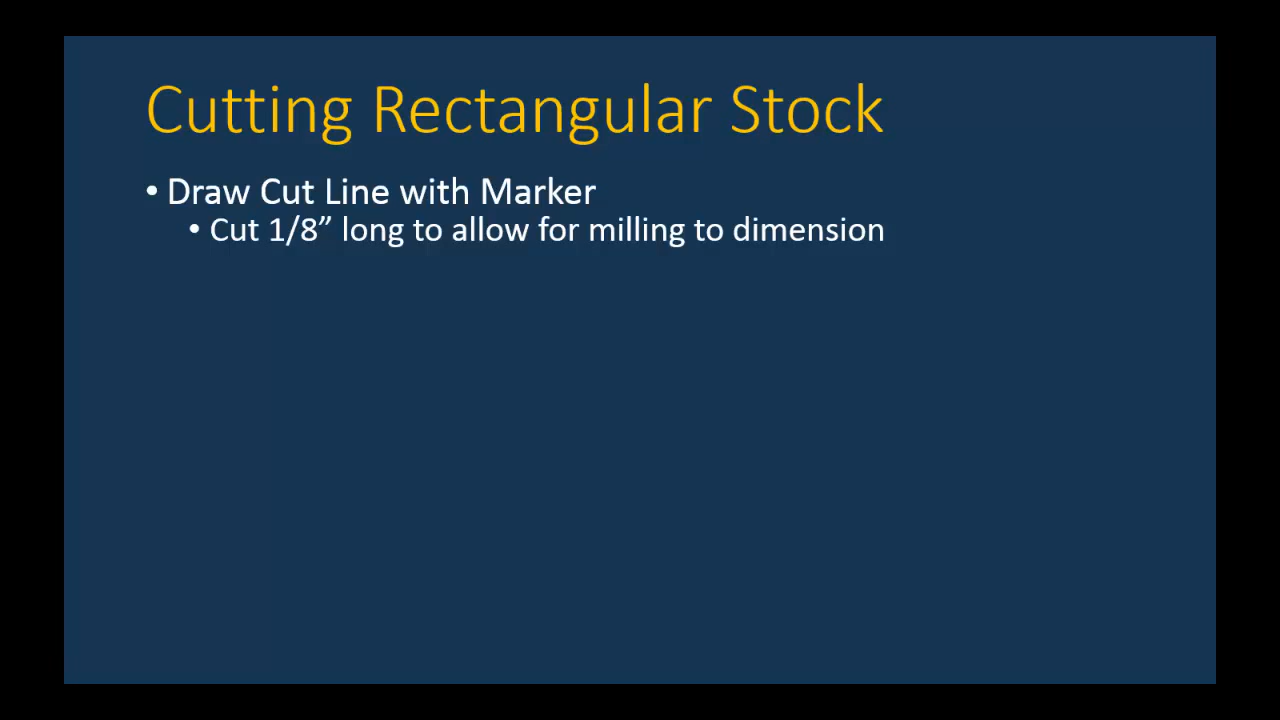 Cutting Rectangular Stock
• Draw Cut Line with Marker
• Cut 1/8” long to allow for milling to dimension